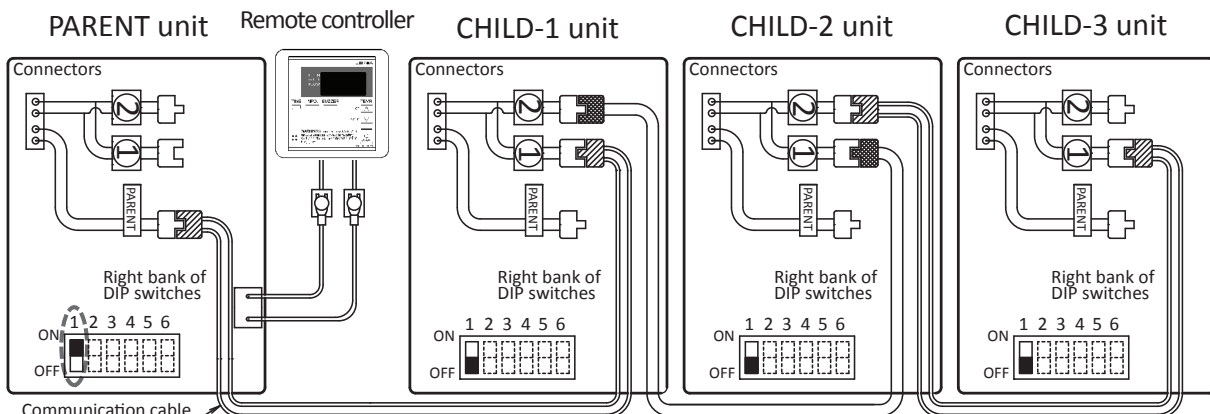 PARENT unit
Remote controller
CHILD-1 unit
CHILD-2 unit
CHILD-3 unit
Connectors
2
1
PARENT
Right bank of
DIP switches
1 2 3 4 5 6
ON
OFF
Communication cable
BUZZER
Connectors
2
1
PARENT
Right bank of
DIP switches
1 2 3 4 5 6
ON
OFF
Connectors
2
1
PARENT
Right bank of
DIP switches
1 2 3 4 5 6
ON
OFF
Connectors
2
1
PARENT
Right bank of
DIP switches
1 2 3 4 5 6
ON
OFF